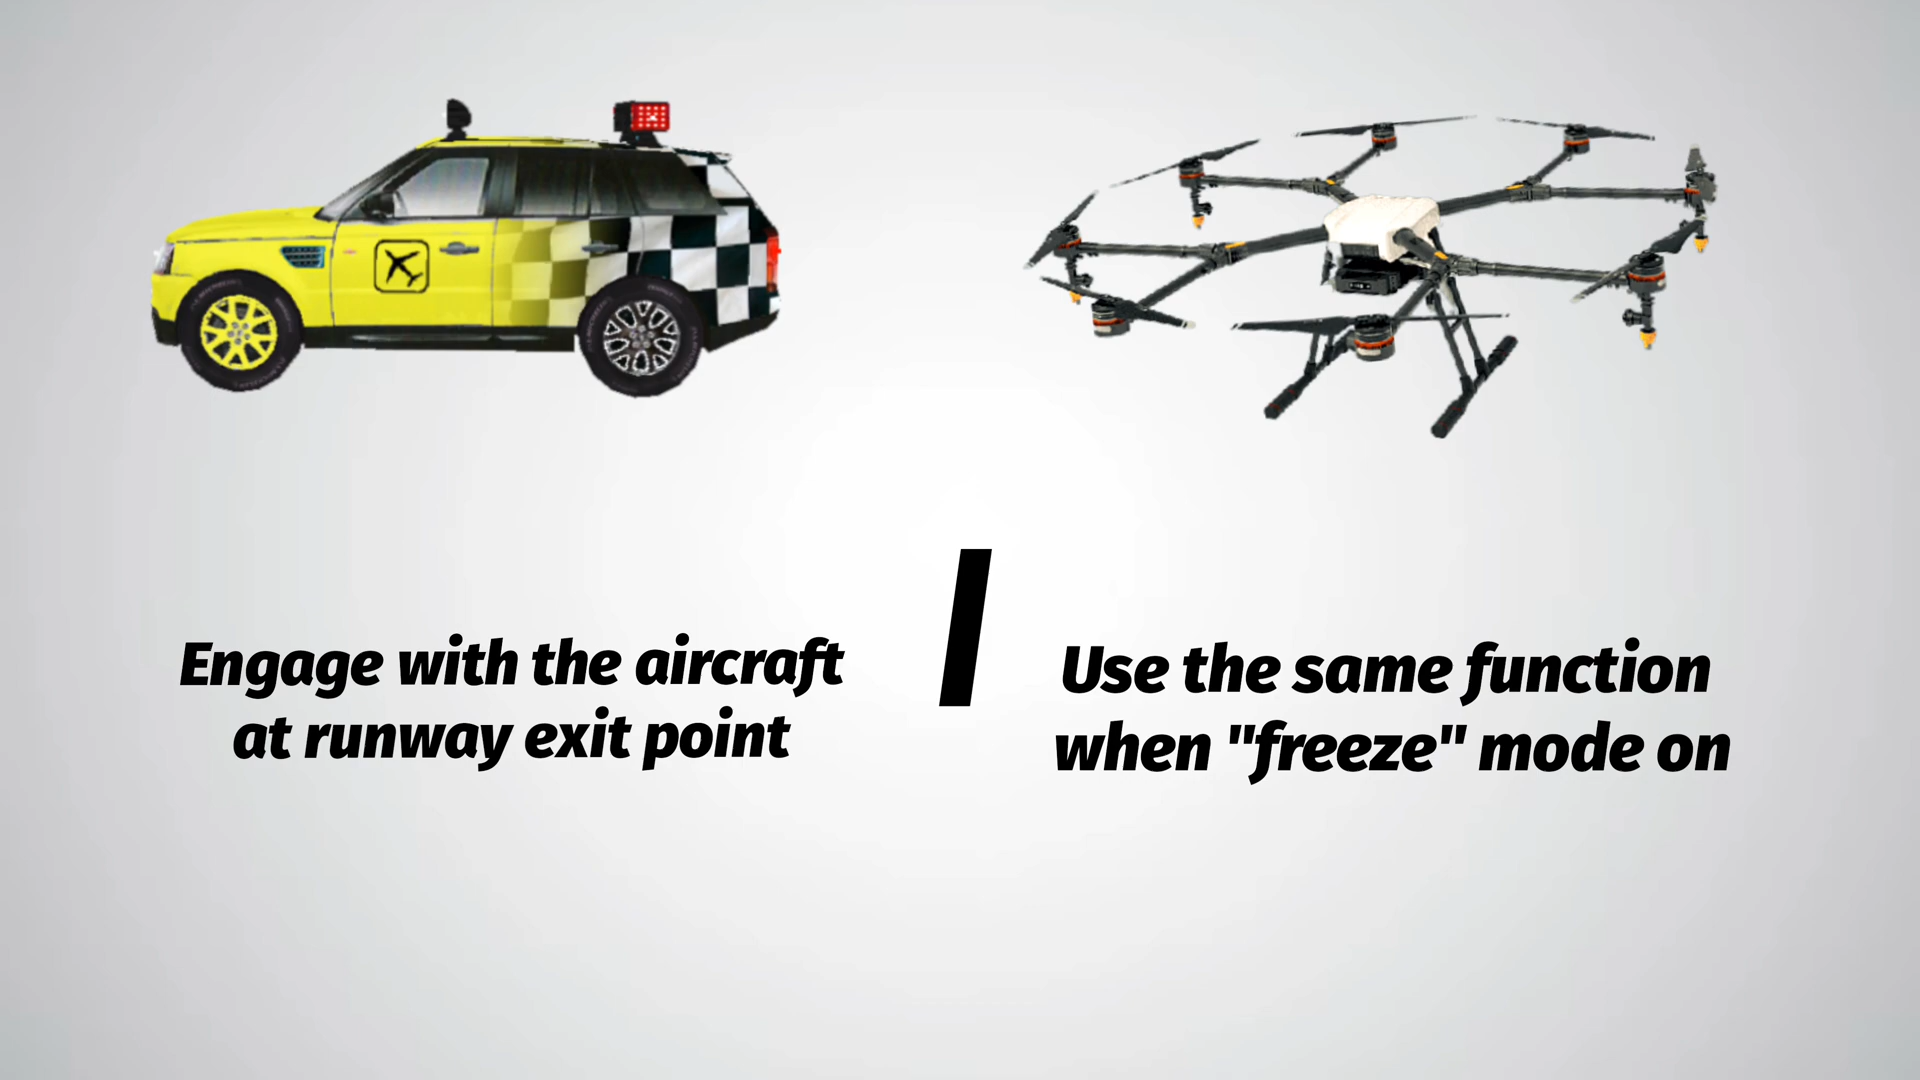 Engage with the aircraft
at runway exit point
/
Use the same function
when "freeze" mode on